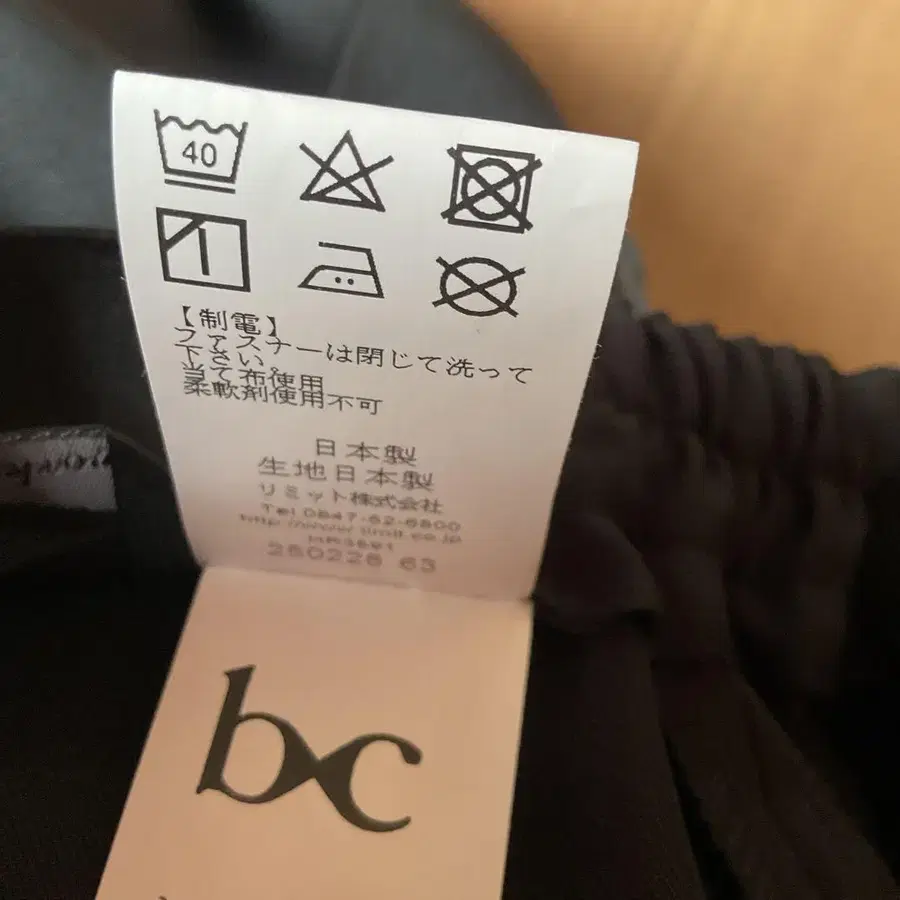 40
【制電】
ファスナーは閉じて洗って
下さい。
当て布使用
柔軟剤使用不可
日本製
生地日本製
リミット株式会社
Tel 0847-62-6800
250228 63
bc